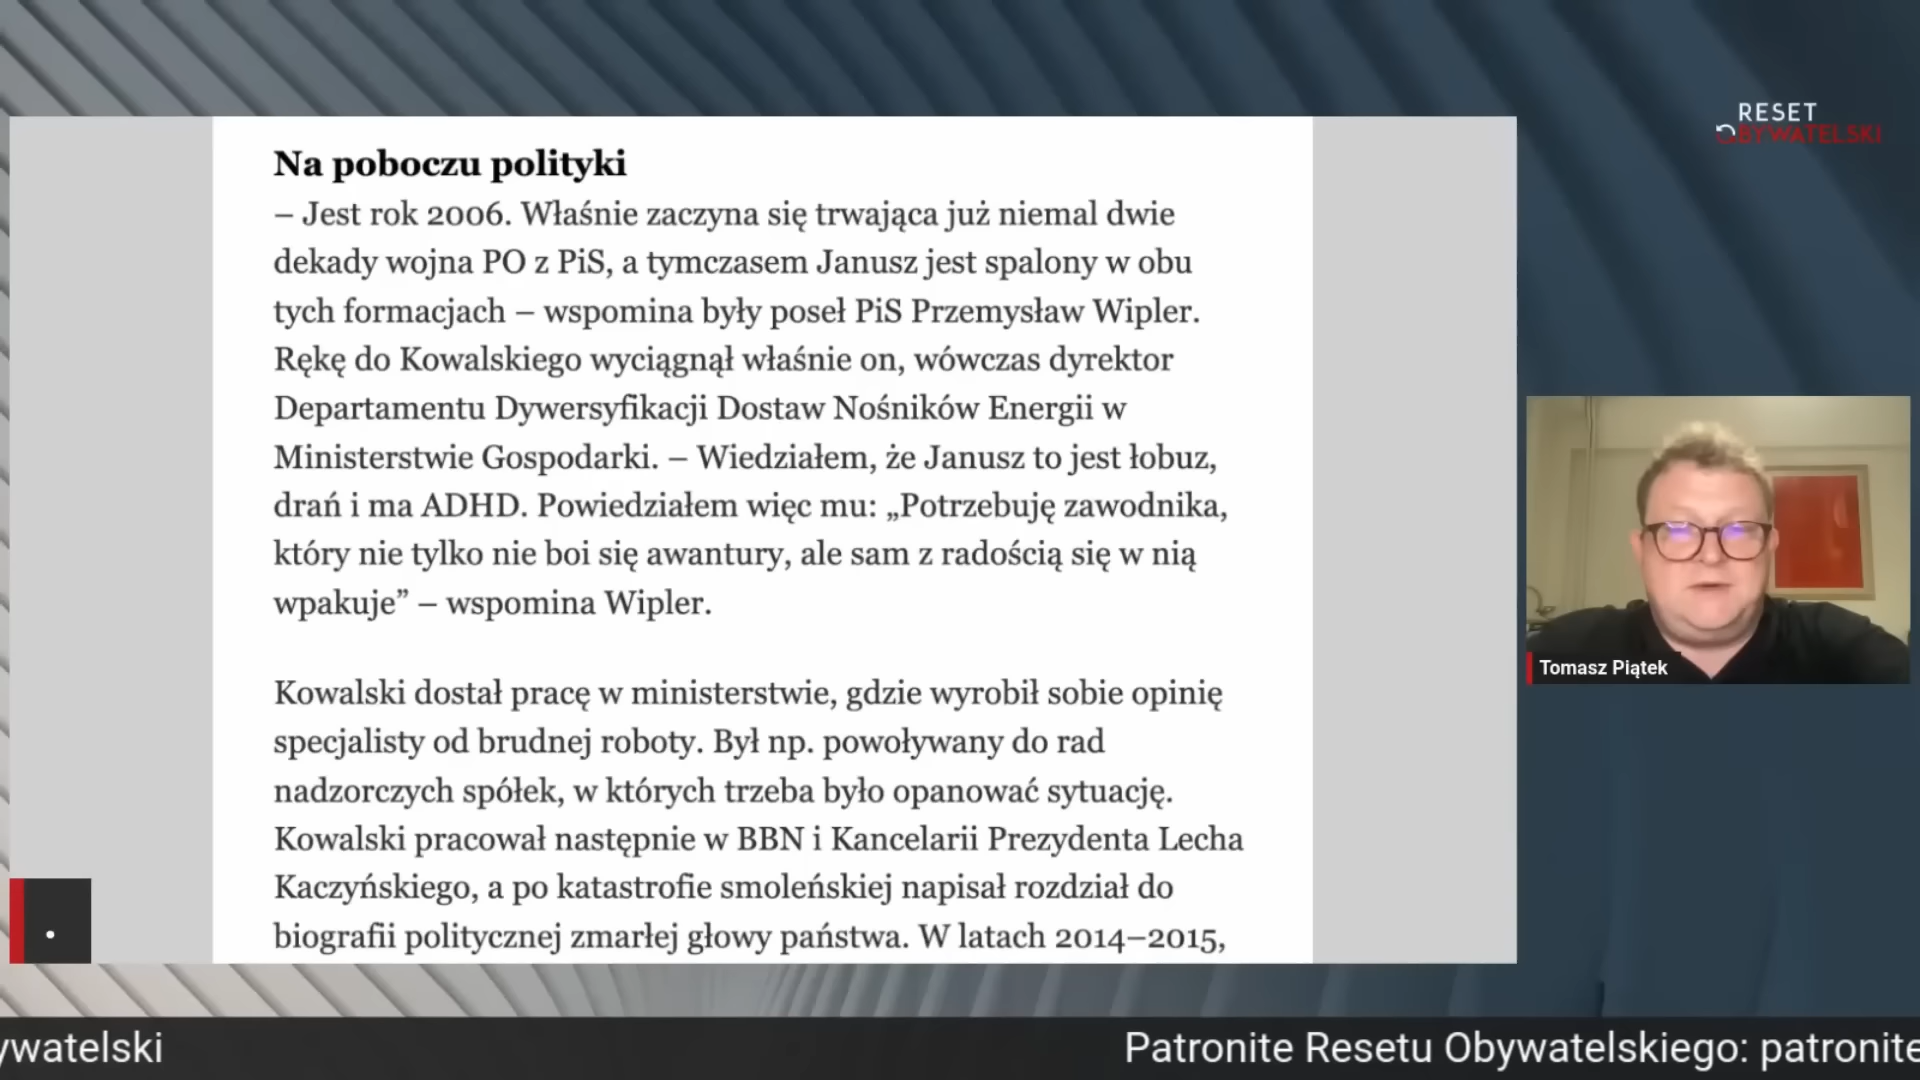 RESET
OBYWATELSKI
Na poboczu polityki
– Jest rok 2006. Właśnie zaczyna się trwająca już niemal dwie
dekady wojna PO z PiS, a tymczasem Janusz jest spalony w obu
tych formacjach – wspomina były poseł PiS Przemysław Wipler.
Rękę do Kowalskiego wyciągnął właśnie on, wówczas dyrektor
Departamentu Dywersyfikacji Dostaw Nośników Energii w
Ministerstwie Gospodarki. – Wiedziałem, że Janusz to jest łobuz,
drań i ma ADHD. Powiedziałem więc mu: „Potrzebuję zawodnika,
który nie tylko nie boi się awantury, ale sam z radością się w nią
wpakuje” – wspomina Wipler.
Kowalski dostał pracę w ministerstwie, gdzie wyrobił sobie opinię
specjalisty od brudnej roboty. Był np. powoływany do rad
nadzorczych spółek, w których trzeba było opanować sytuację.
Kowalski pracował następnie w BBN i Kancelarii Prezydenta Lecha
Kaczyńskiego, a po katastrofie smoleńskiej napisał rozdział do
biografii politycznej zmarłej głowy państwa. W latach 2014–2015,
Tomasz Piątek
.
ywatelski
Patronite Resetu Obywatelskiego: patronite